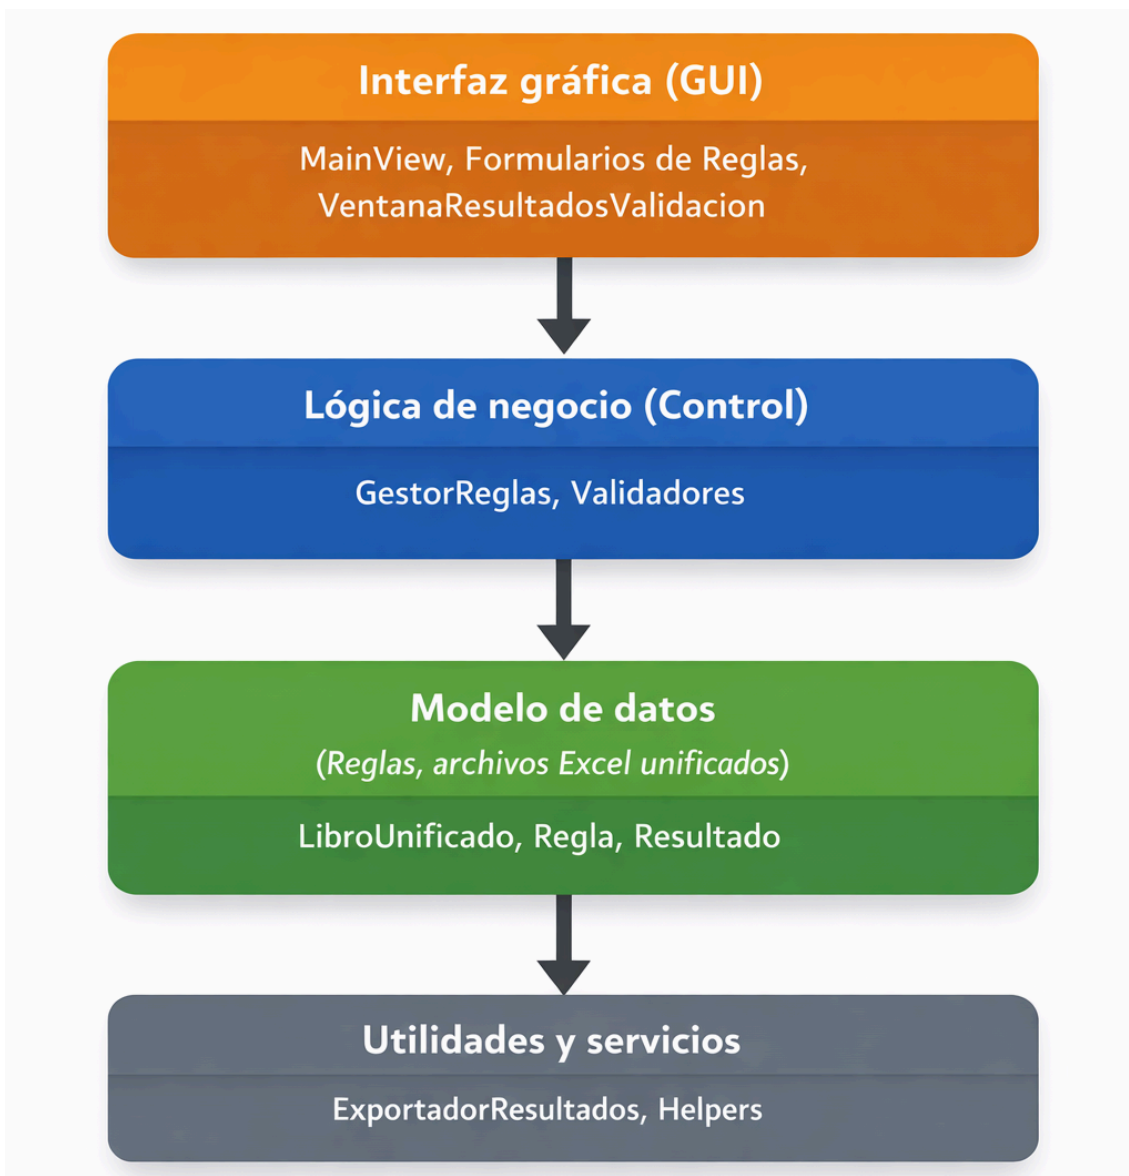 Interfaz gráfica (GUI)
MainView, Formularios de Reglas,
VentanaResultadosValidacion
Lógica de negocio (Control)
GestorReglas, Validadores
Modelo de datos
(Reglas, archivos Excel unificados)
LibroUnificado, Regla, Resultado
Utilidades y servicios
ExportadorResultados, Helpers